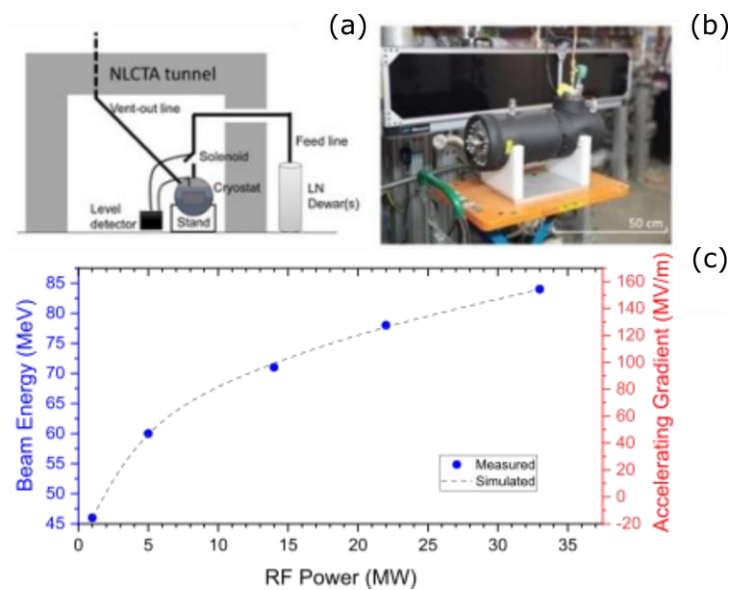 (a)
NLCTA tunnel
Vent-out line
Solenoid
Feed line
Cryostat
Level
detector
Stand
LN
Dewar(s)
(b)
50 cm
(c)
Beam Energy (MeV)
85
80
75
70
65
60
55
50
45
Accelerating Gradient (MV/m)
160
140
120
100
80
60
40
20
0
-20
Measured
Simulated
0 5 10 15 20 25 30 35
RF Power (MW)